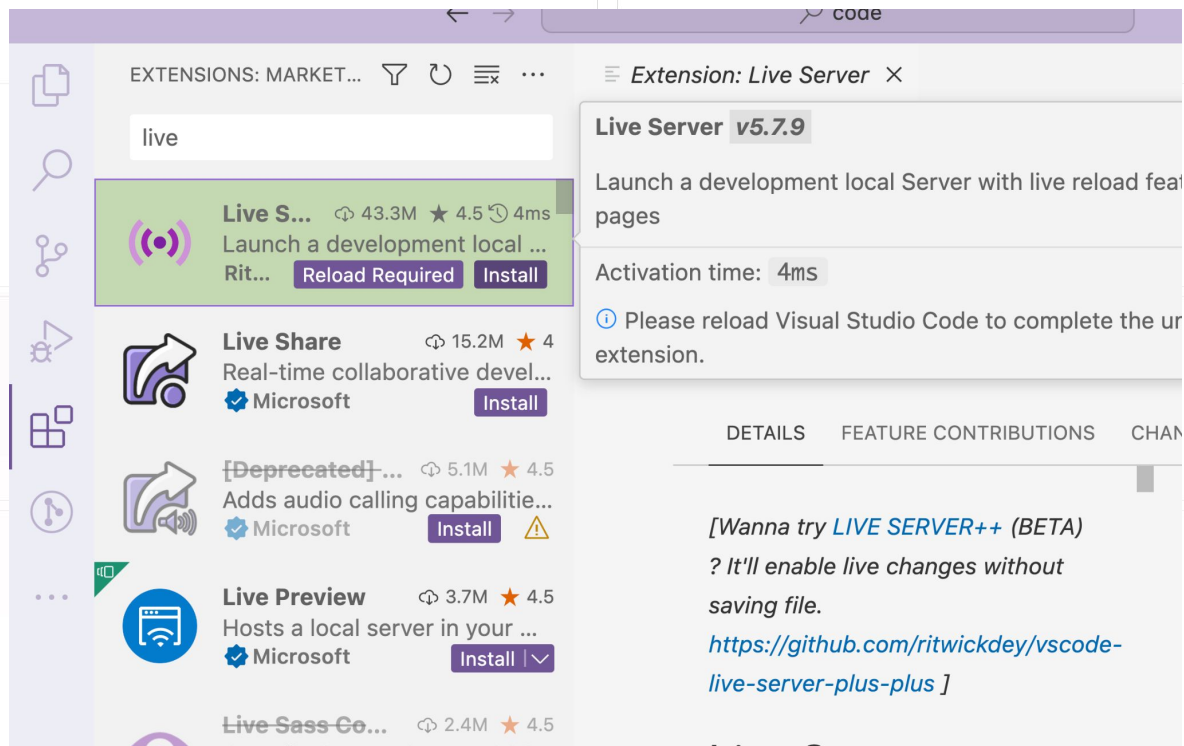 code
EXTENSIONS: MARKET...
live
Live S... 43.3M 4.5 4ms
Launch a development local ...
Rit... Reload Required Install
Live Share 15.2M 4
Real-time collaborative devel...
Microsoft Install
[Deprecated] ... 5.1M 4.5
Adds audio calling capabilitie...
Microsoft Install
Live Preview 3.7M 4.5
Hosts a local server in your ...
Microsoft Install
Live Sass Co... 2.4M 4.5
Extension: Live Server
Live Server v5.7.9
Launch a development local Server with live reload feat
pages
Activation time: 4ms
Please reload Visual Studio Code to complete the un
extension.
DETAILS FEATURE CONTRIBUTIONS CHAN
[Wanna try LIVE SERVER++ (BETA)
? It'll enable live changes without
saving file.
https://github.com/ritwickdey/vscode-
live-server-plus-plus ]